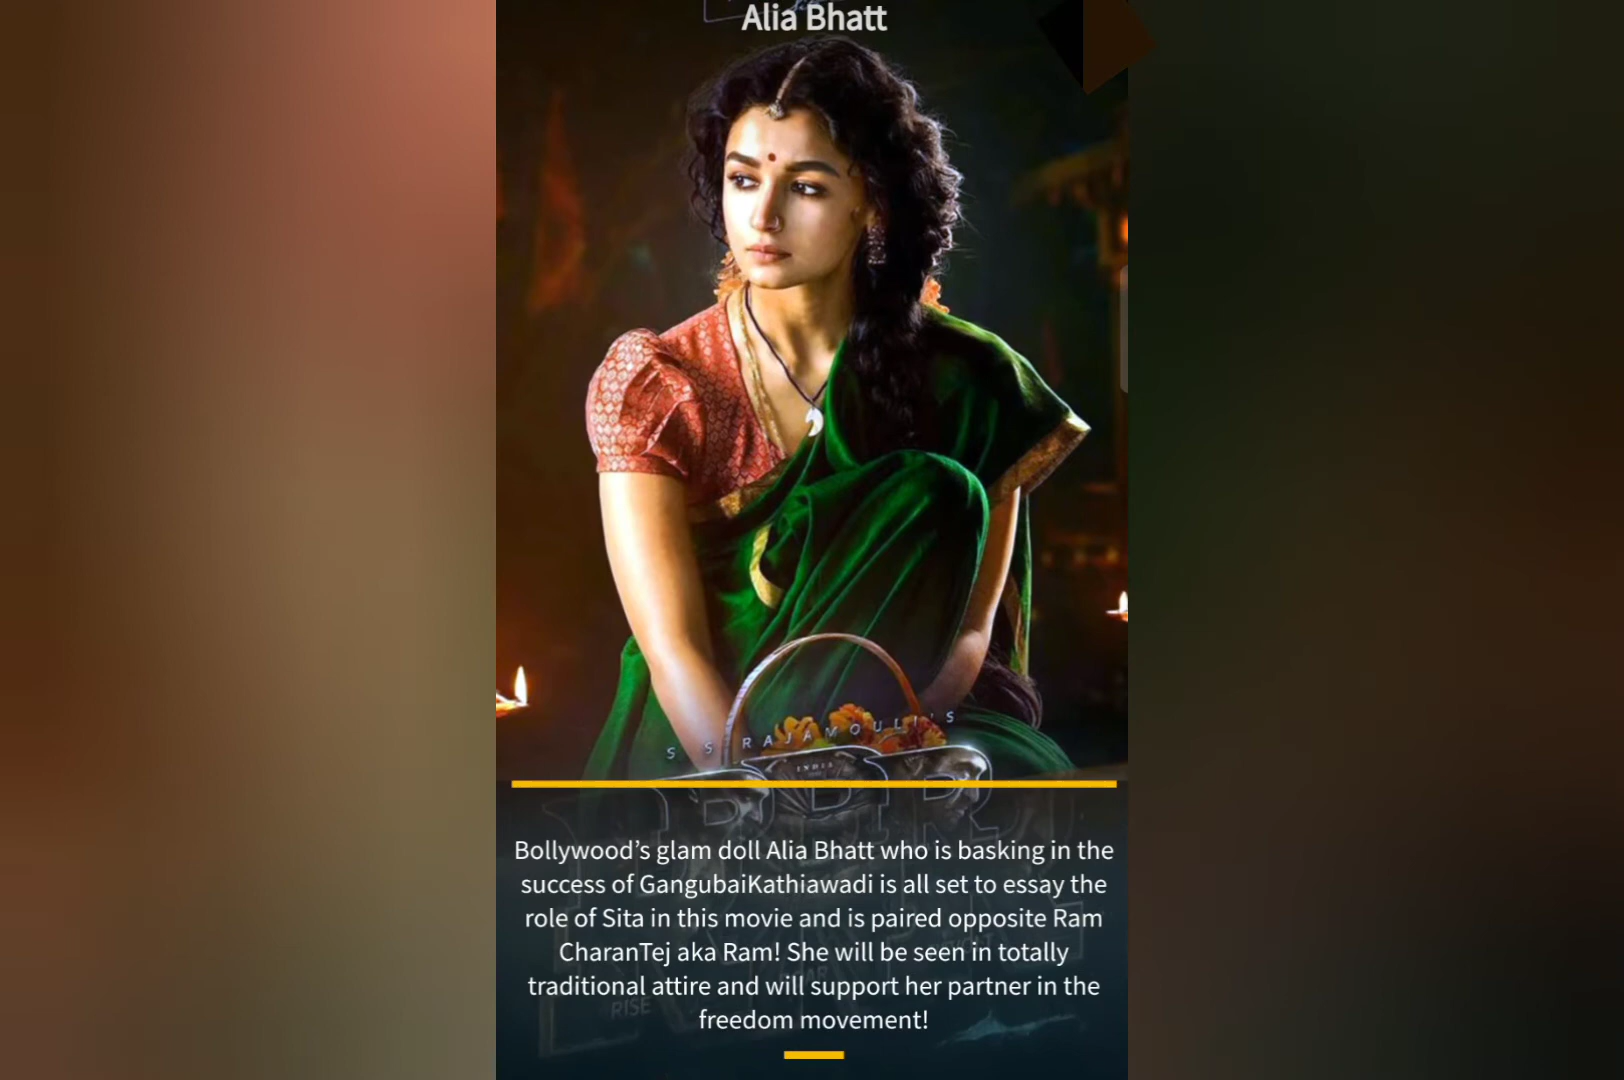 Alia Bhatt
S S RAJAMOULI'S
INDIA
Bollywood’s glam doll Alia Bhatt who is basking in the
success of GangubaiKathiawadi is all set to essay the
role of Sita in this movie and is paired opposite Ram
CharanTej aka Ram! She will be seen in totally
traditional attire and will support her partner in the
RISE
freedom movement!